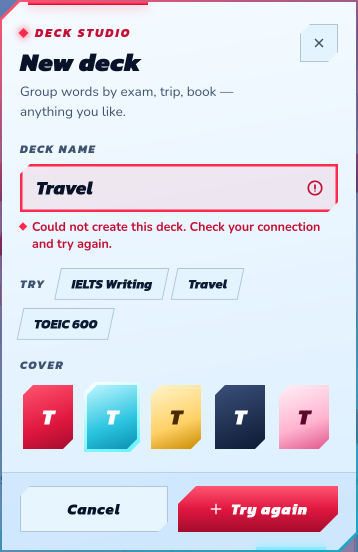 DECK STUDIO
New deck
Group words by exam, trip, book —
anything you like.
DECK NAME
Travel
Could not create this deck. Check your connection
and try again.
TRY IELTS Writing Travel
TOEIC 600
COVER
T T T T T
Cancel + Try again